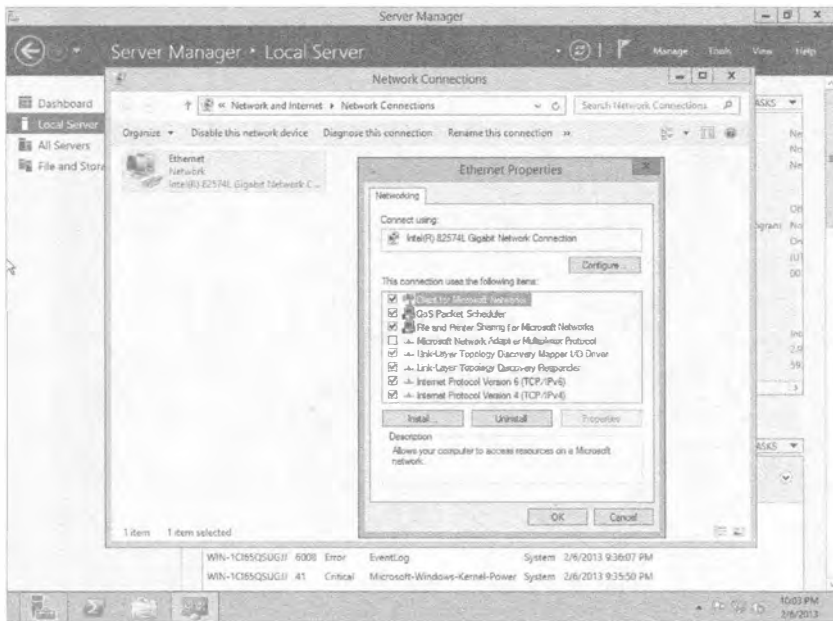 Server Manager
Server Manager • Local Server
Manage Tools View Help
Network Connections
Dashboard
Local Server
All Servers
File and Stora
« Network and Internet ▸ Network Connections
Search Network Connections
ASKS
Organize
Disable this network device
Diagnose this connection
Rename this connection
»
Ethernet
Network
Intel(R) 82574L Gigabit Network C...
Ethernet Properties
Networking
Connect using:
Intel(R) 82574L Gigabit Network Connection
Configure...
This connection uses the following items:
Client for Microsoft Networks
QoS Packet Scheduler
File and Printer Sharing for Microsoft Networks
Microsoft Network Adapter Multiplexor Protocol
Link-Layer Topology Discovery Mapper I/O Driver
Link-Layer Topology Discovery Responder
Internet Protocol Version 6 (TCP/IPv6)
Internet Protocol Version 4 (TCP/IPv4)
Install...
Uninstall
Properties
Description
Allows your computer to access resources on a Microsoft
network.
OK
Cancel
ASKS
1 item
1 item selected
WIN-1CI65QSUGJJ 6008 Error EventLog System 2/6/2013 9:36:07 PM
WIN-1CI65QSUGJJ 41 Critical Microsoft-Windows-Kernel-Power System 2/6/2013 9:35:50 PM
10:03 PM
2/6/2013